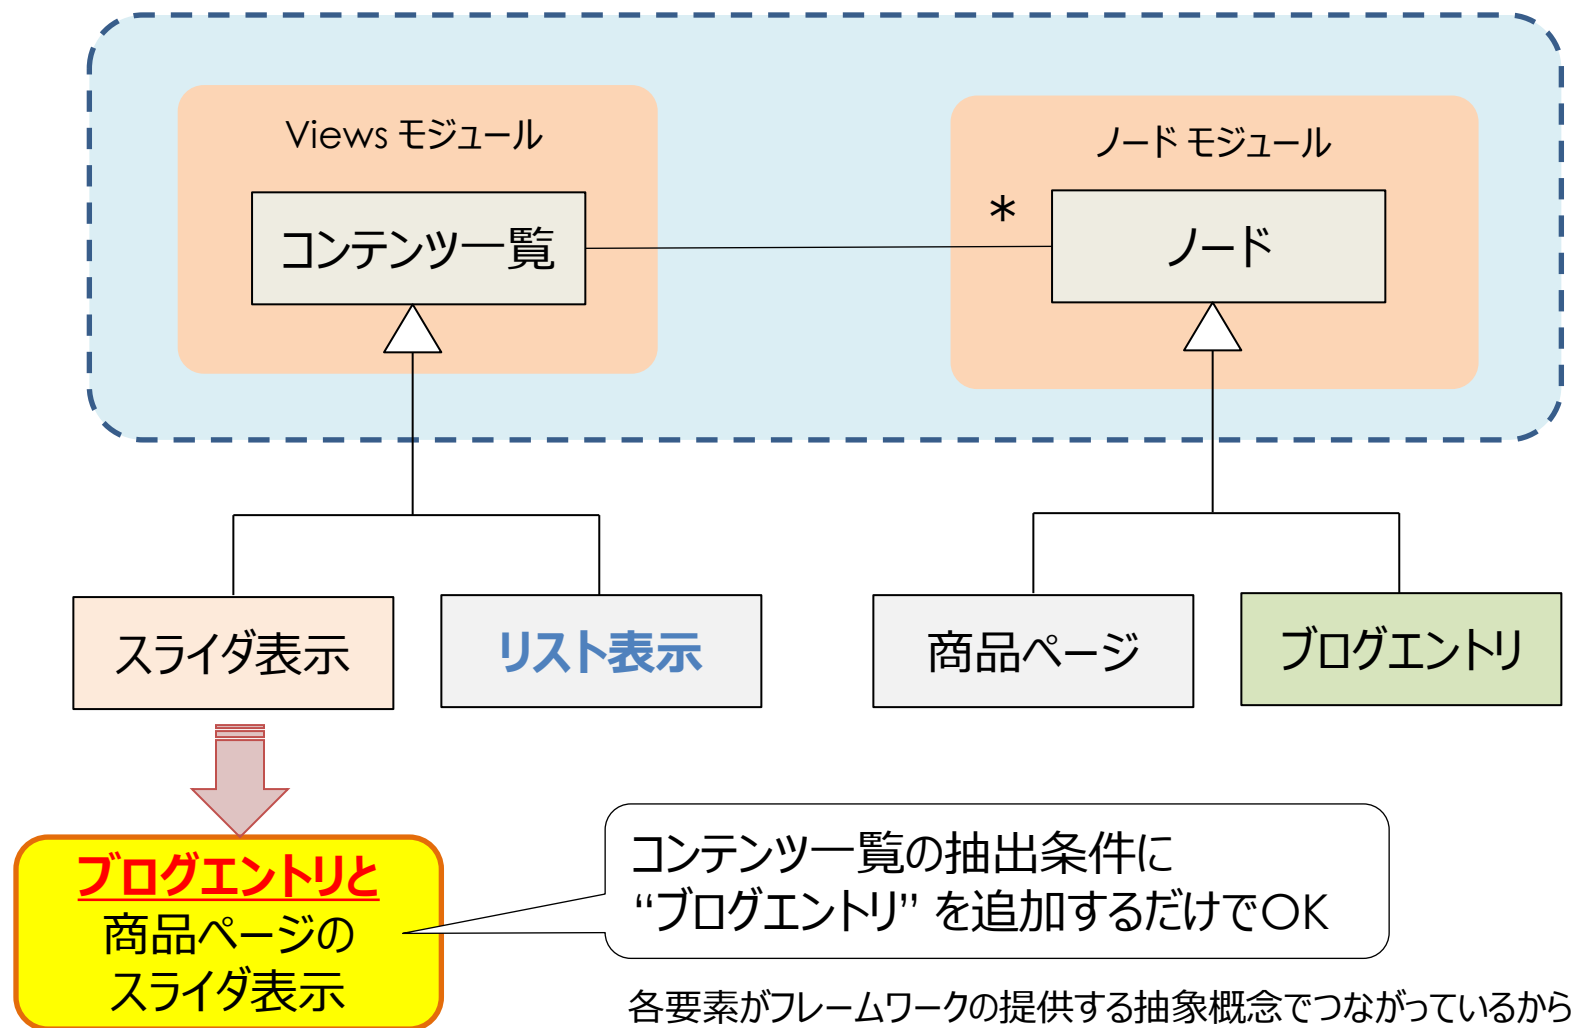 Views モジュール
ノード モジュール
コンテンツ一覧
*
ノード
スライダ表示
リスト表示
商品ページ
ブログエントリ
ブログエントリと
商品ページの
スライダ表示
コンテンツ一覧の抽出条件に
“ブログエントリ” を追加するだけで〇K
各要素がフレームワークの提供する抽象概念でつながっているから